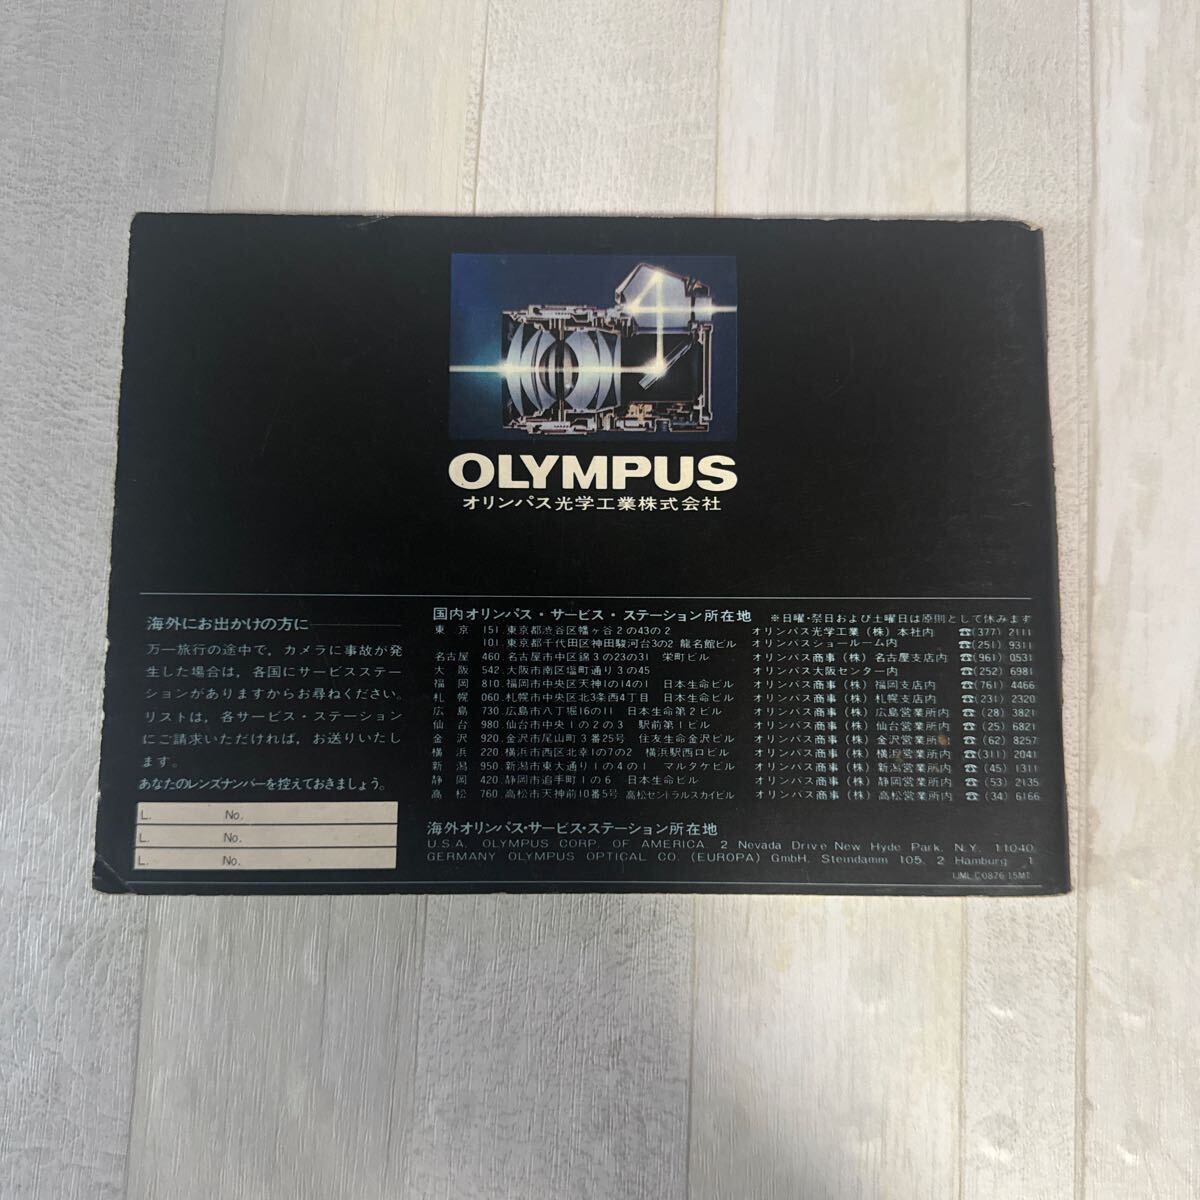 OLYMPUS
オリンパス光学工業株式会社
海外にお出かけの方に
万一旅行の途中で，カメラに事故が発
生した場合は，各国にサービスステー
ションがありますからお尋ねください。
リストは，各サービス・ステーション
にご請求いただければ，お送りいたし
ます。
あなたのレンズナンバーを控えておきましょう。
L. No.
L. No.
L. No.
国内オリンパス・サービス・ステーション所在地 ※日曜・祭日および土曜日は原則として休みます
東京 151. 東京都渋谷区幡ヶ谷2の43の2 オリンパス光学工業(株)本社内 ☎(377)2111
101. 東京都千代田区神田駿河台3の2 龍名館ビル オリンパスショールーム内 ☎(251)9311
名古屋 460. 名古屋市中区錦3の23の31 栄町ビル オリンパス商事(株)名古屋支店内 ☎(961)0531
大阪 542. 大阪市南区塩町通り3の45 オリンパス大阪センター内 ☎(252)6981
福岡 810. 福岡市中央区天神1の14の1 日本生命ビル オリンパス商事(株)福岡支店内 ☎(761)4466
札幌 060. 札幌市中央区北3条西4丁目 日本生命ビル オリンパス商事(株)札幌支店内 ☎(231)2320
広島 730. 広島市八丁堀16の11 日本生命第2ビル オリンパス商事(株)広島営業所内 ☎(28)3821
仙台 980. 仙台市中央1の2の3 駅前第1ビル オリンパス商事(株)仙台営業所内 ☎(25)6821
金沢 920. 金沢市尾山町3番25号 住友生命金沢ビル オリンパス商事(株)金沢営業所内 ☎(62)8257
横浜 220. 横浜市西区北幸1の7の2 横浜駅西口ビル オリンパス商事(株)横浜営業所内 ☎(311)2041
新潟 950. 新潟市東大通り1の4の1 マルタケビル オリンパス商事(株)新潟営業所内 ☎(45)1311
静岡 420. 静岡市追手町1の6 日本生命ビル オリンパス商事(株)静岡営業所内 ☎(53)2135
高松 760. 高松市天神前10番5号 高松セントラルスカイビル オリンパス商事(株)高松営業所内 ☎(34)6166
海外オリンパス・サービス・ステーション所在地
U.S.A. OLYMPUS CORP. OF AMERICA. 2 Nevada Drive New Hyde Park. N.Y. 11040
GERMANY OLYMPUS OPTICAL CO. (EUROPA) GmbH. Steindamm 105. 2 Hamburg 1
IJML C 0876 15MT